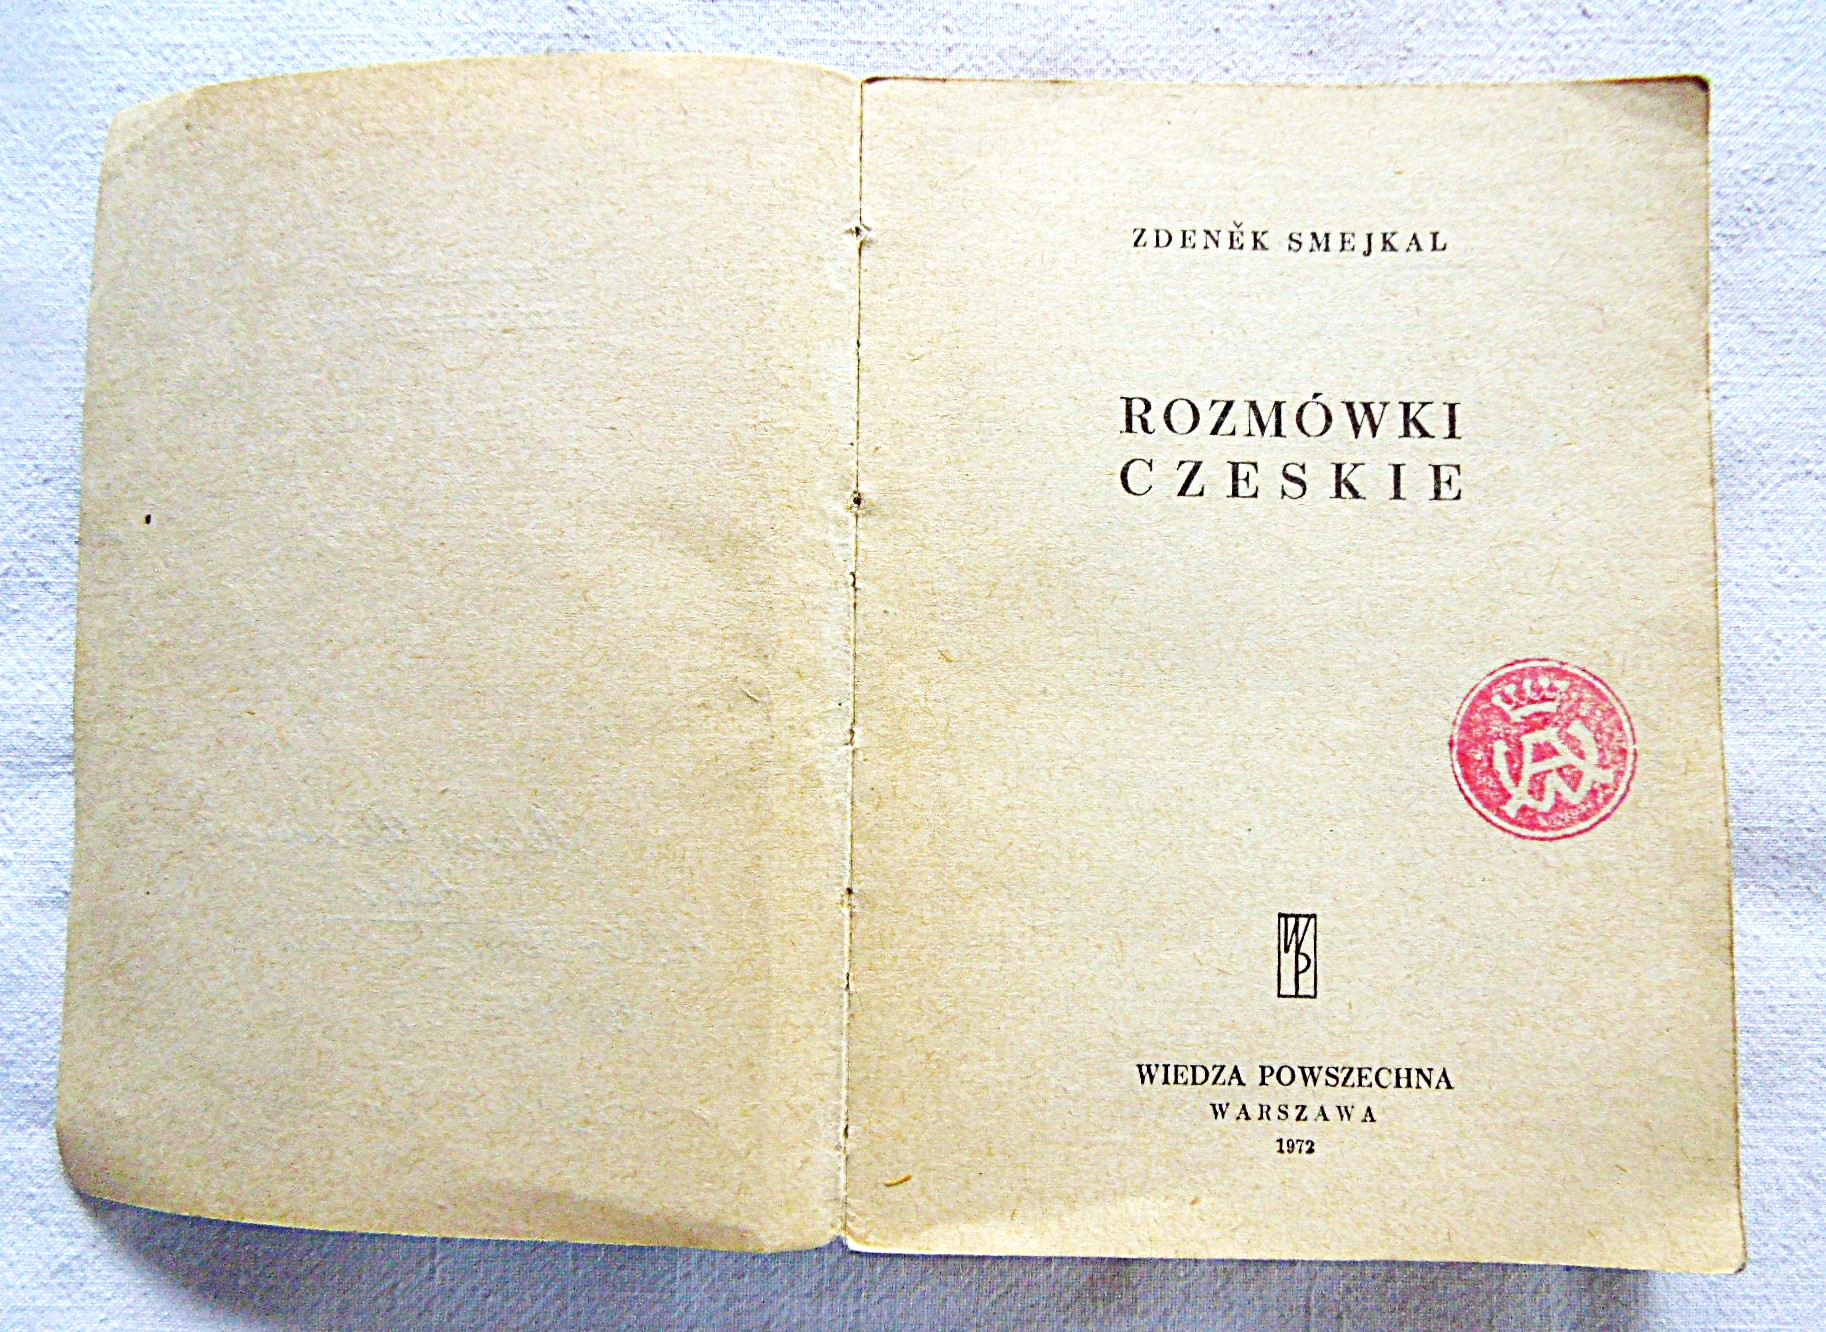 ZDENĚK SMEJKAL
ROZMÓWKI
CZESKIE
WP
WIEDZA POWSZECHNA
WARSZAWA
1972